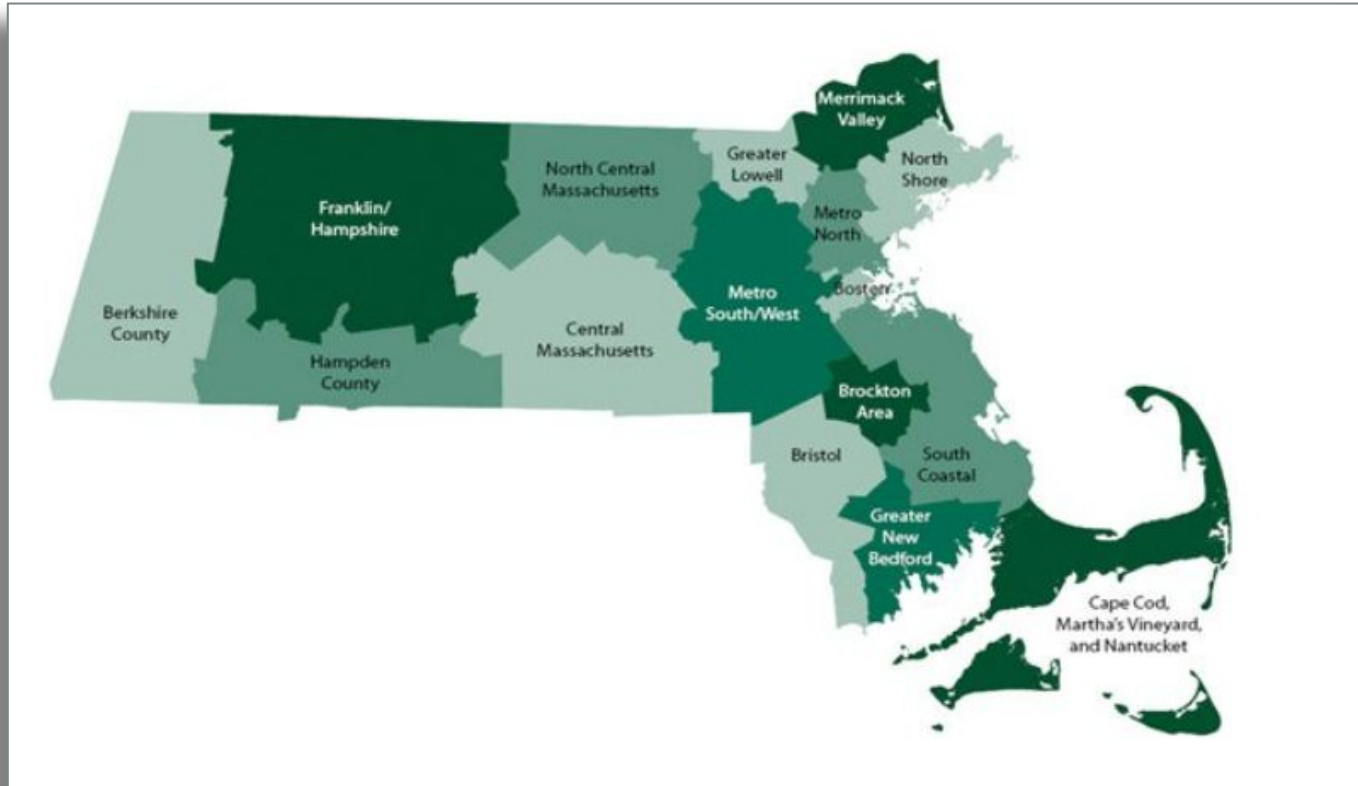 Merrimack
Valley
Greater
Lowell
North
Shore
North Central
Massachusetts
Franklin/
Hampshire
Metro
North
Boston
Metro
South/West
Berkshire
County
Central
Massachusetts
Hampden
County
Brockton
Area
Bristol
South
Coastal
Greater
New
Bedford
Cape Cod,
Martha's Vineyard,
and Nantucket